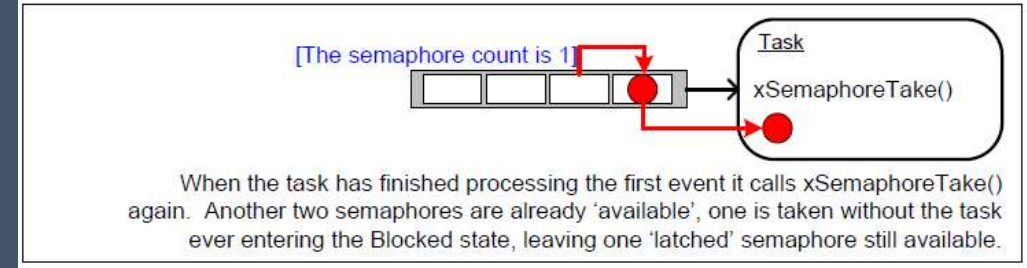 Task
[The semaphore count is 1]
xSemaphoreTake()
When the task has finished processing the first event it calls xSemaphoreTake()
again. Another two semaphores are already ‘available’, one is taken without the task
ever entering the Blocked state, leaving one ‘latched’ semaphore still available.